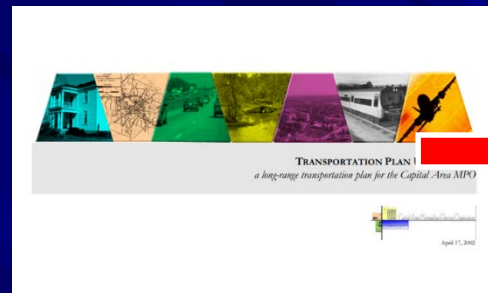 TRANSPORTATION PLAN
a long-range transportation plan for the Capital Area MPO
April 17, 2002